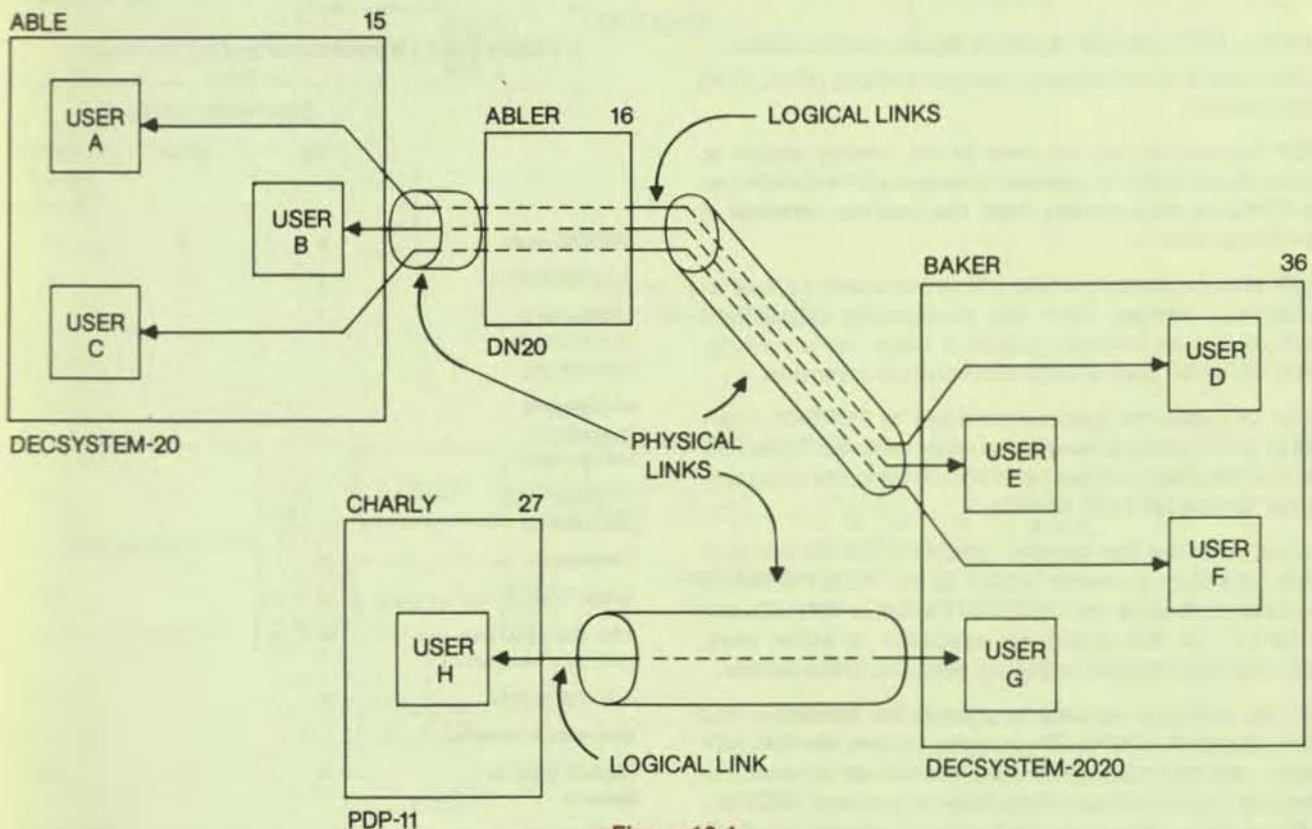 ABLE 15
USER
A
USER
B
USER
C
DECSYSTEM-20
ABLER 16
DN20
LOGICAL LINKS
PHYSICAL
LINKS
BAKER 36
USER
D
USER
E
USER
F
USER
G
DECSYSTEM-2020
CHARLY 27
USER
H
PDP-11
LOGICAL LINK